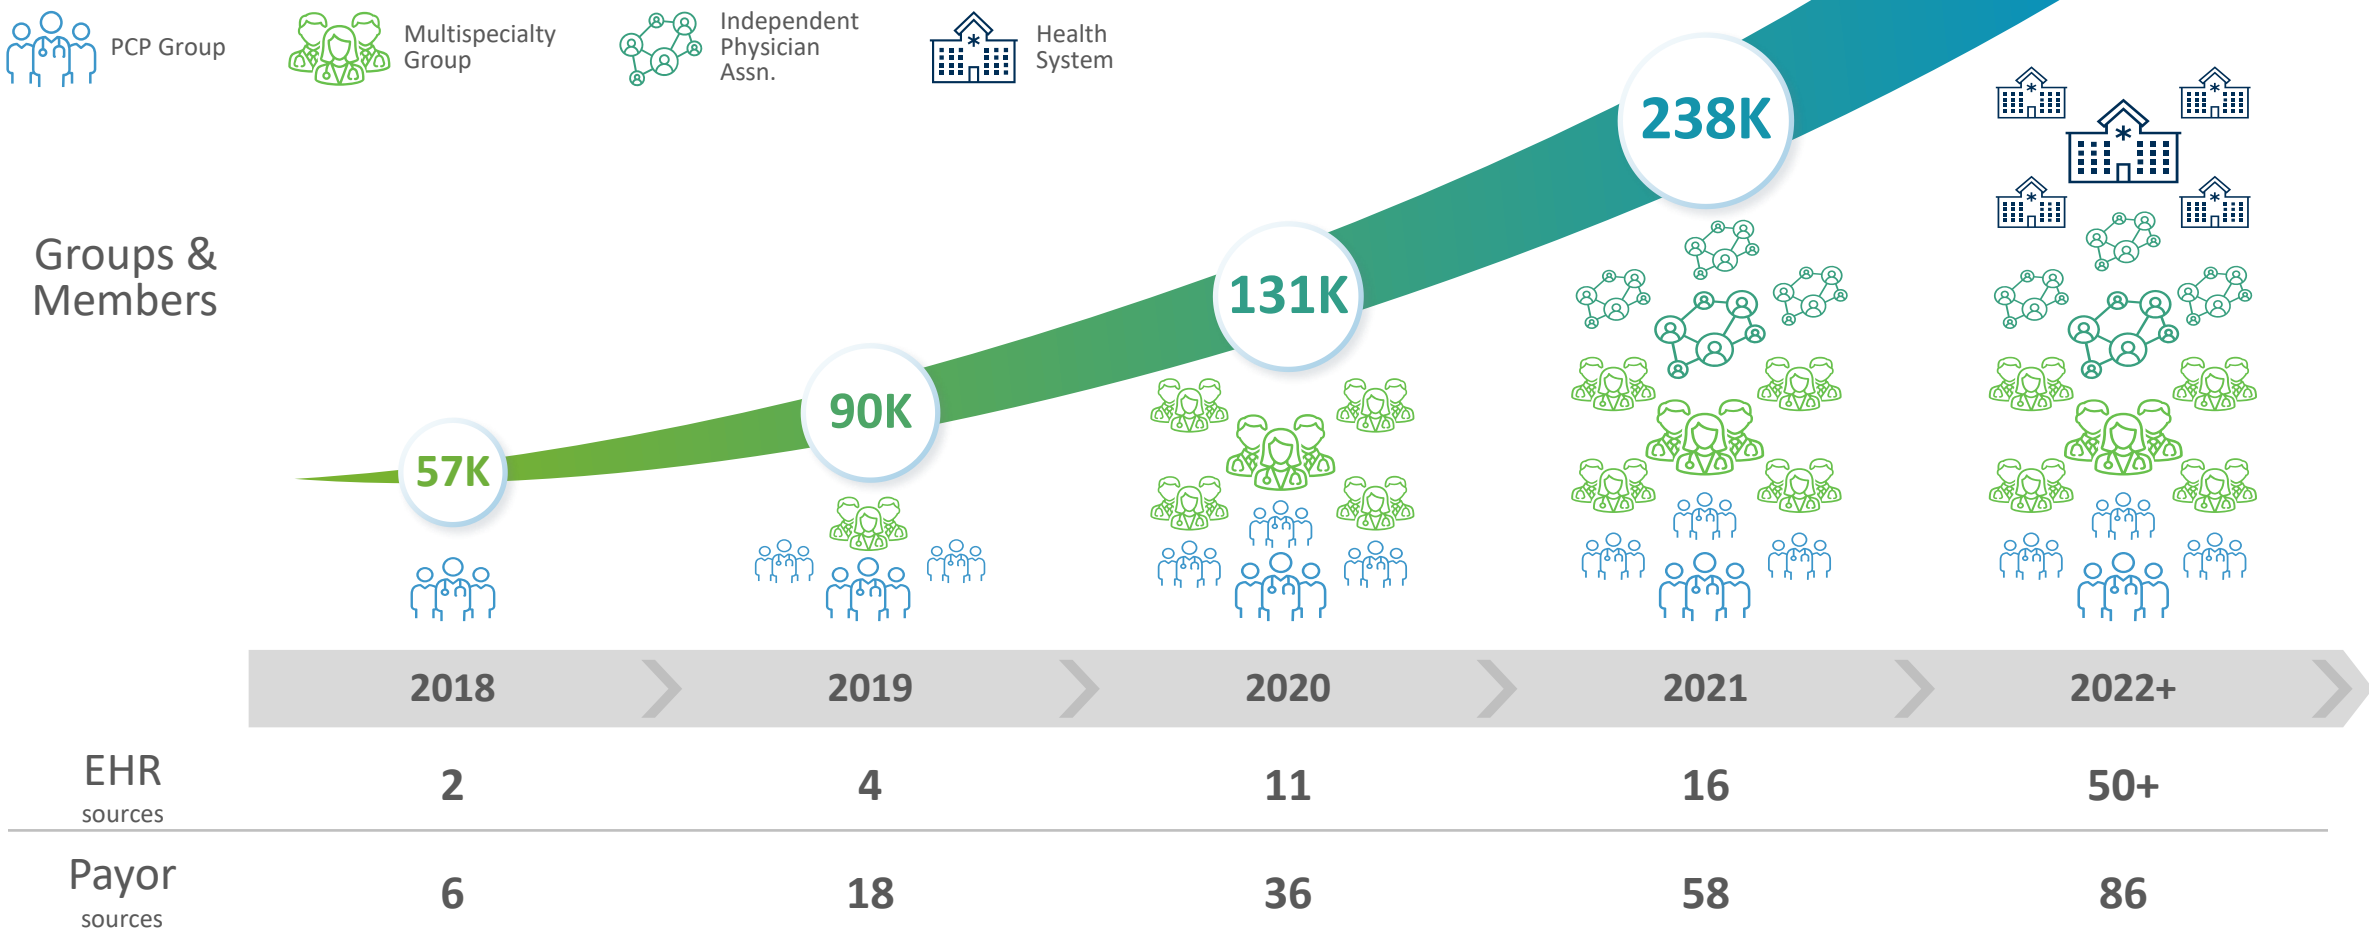 PCP Group
Multispecialty
Group
Independent
Physician
Assn.
Health
System
Groups &
Members
57K
90K
131K
238K
2018
2019
2020
2021
2022+
EHR
sources
2
4
11
16
50+
Payor
sources
6
18
36
58
86